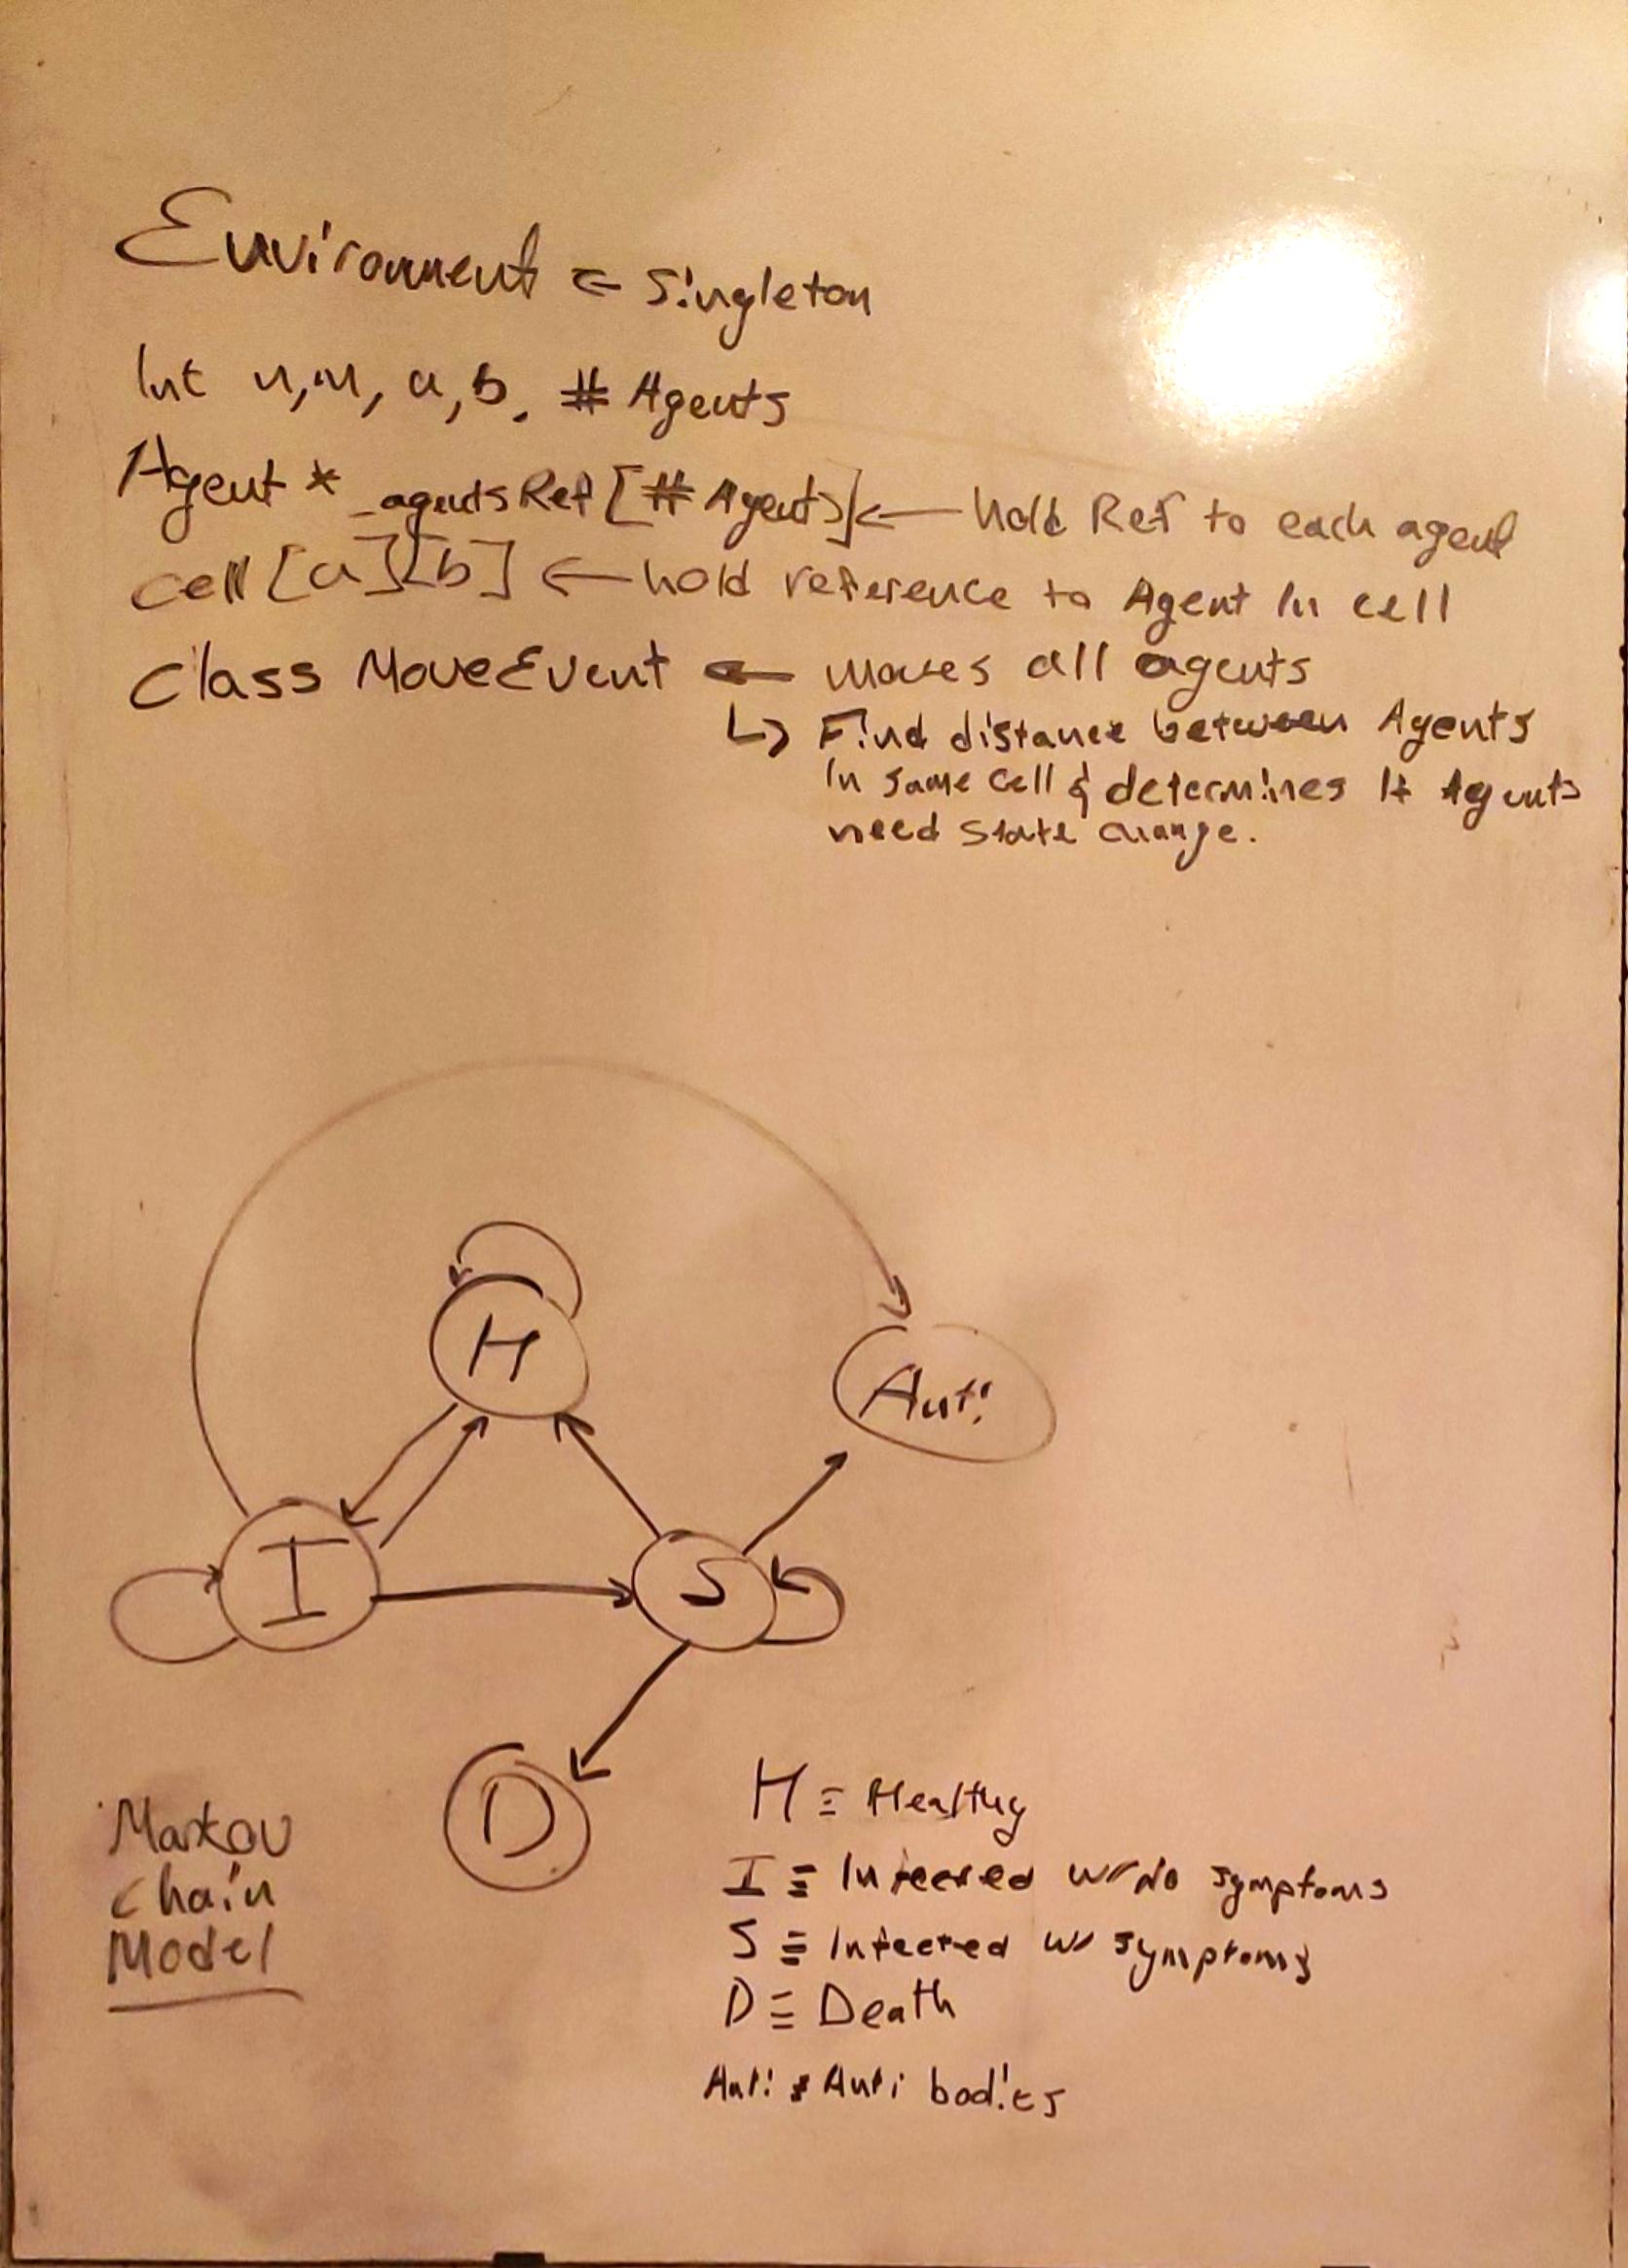 Environment ← Singleton
Int n,m, a,b, # Agents
Agent * _agentsRef [# Agents] ← hold Ref to each agent
cell [a][b] ← hold reference to Agent in cell
Class MoveEvent ← moves all agents
↳ Find distance between Agents
in same cell & determines if Agents
need state change.
H
Anti
I
S
D
Markov
Chain
Model
H ≡ Healthy
I ≡ Infected w/ No symptoms
S ≡ Infected w/ symptoms
D ≡ Death
Anti ≡ Anti bodies